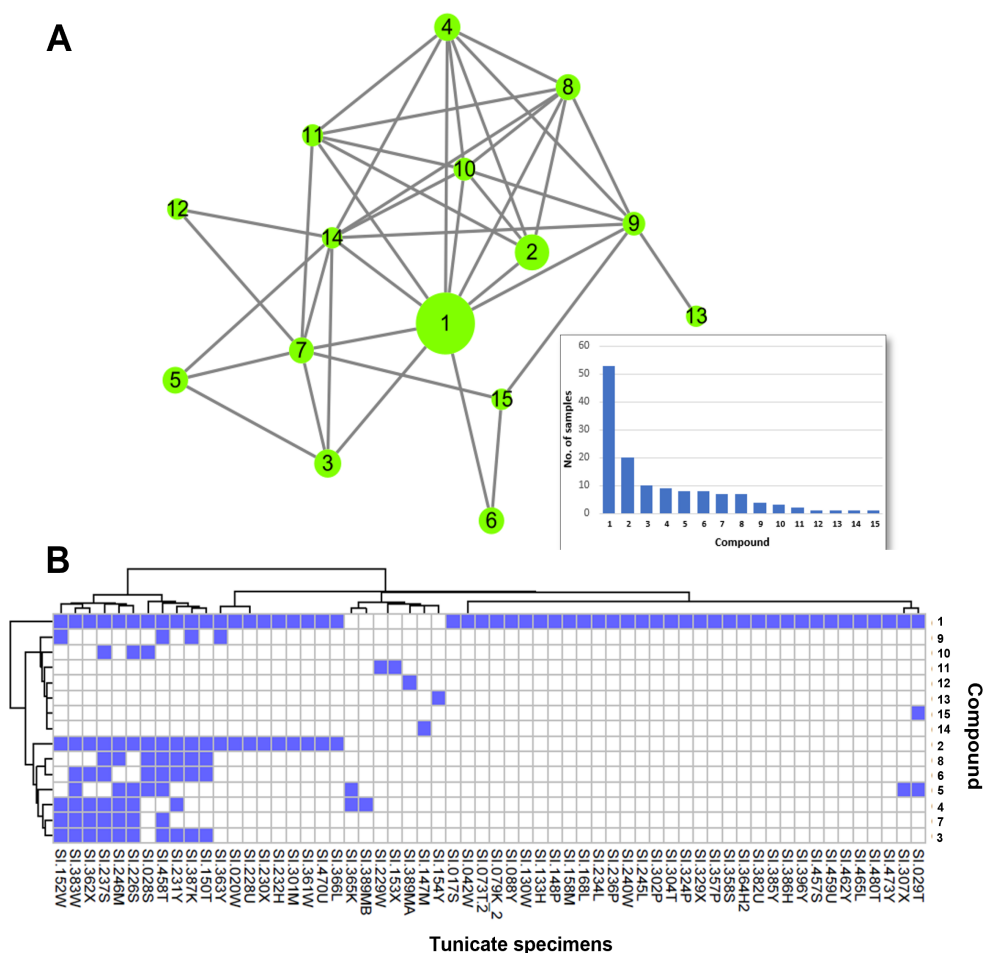 A
4
8
11
10
12
9
14
2
1
13
7
5
15
3
6
60
50
40
30
20
10
0
No. of samples
1 2 3 4 5 6 7 8 9 10 11 12 13 14 15
Compound
B
1
9
10
11
12
13
15
14
2
8
6
5
4
7
3
Compound
SI.152W
SI.383W
SI.362X
SI.237S
SI.246M
SI.226S
SI.028S
SI.458T
SI.231Y
SI.387K
SI.150T
SI.363Y
SI.020W
SI.228U
SI.230X
SI.232H
SI.301M
SI.361W
SI.470U
SI.366L
SI.365K
SI.389MB
SI.229W
SI.153X
SI.389MA
SI.147M
SI.154Y
SI.017S
SI.042W
SI.073T.2
SI.079K_2
SI.088Y
SI.130W
SI.133H
SI.148P
SI.158M
SI.168L
SI.234L
SI.236P
SI.240W
SI.245L
SI.302P
SI.304T
SI.324P
SI.329X
SI.357P
SI.358S
SI.364H2
SI.382U
SI.385Y
SI.386H
SI.396Y
SI.457S
SI.459U
SI.462Y
SI.465L
SI.480T
SI.473Y
SI.307X
SI.029T
Tunicate specimens